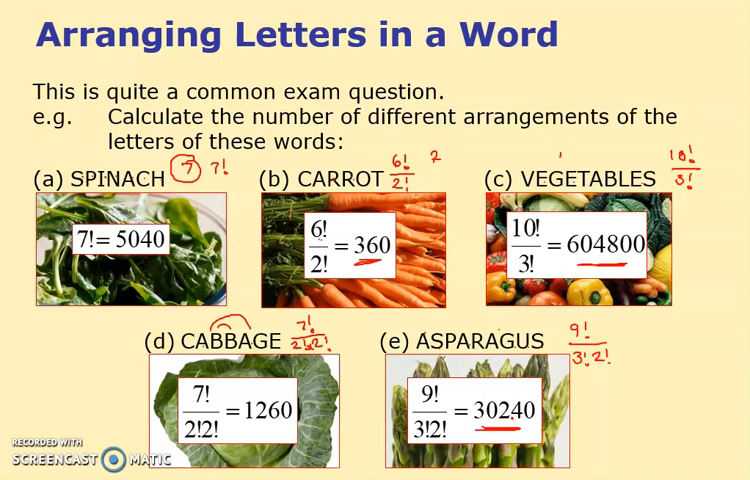 Arranging Letters in a Word
This is quite a common exam question.
e.g. Calculate the number of different arrangements of the
letters of these words:
(a) SPINACH 7 7!
7! = 5040
(b) CARROT 6!/2! 2
6!/2! = 360
(c) VEGETABLES 10!/3!
10!/3! = 604800
(d) CABBAGE 7!/2!x2!
7!/2!2! = 1260
(e) ASPARAGUS 9!/3!2!
9!/3!2! = 30240
RECORDED WITH
SCREENCAST MATIC